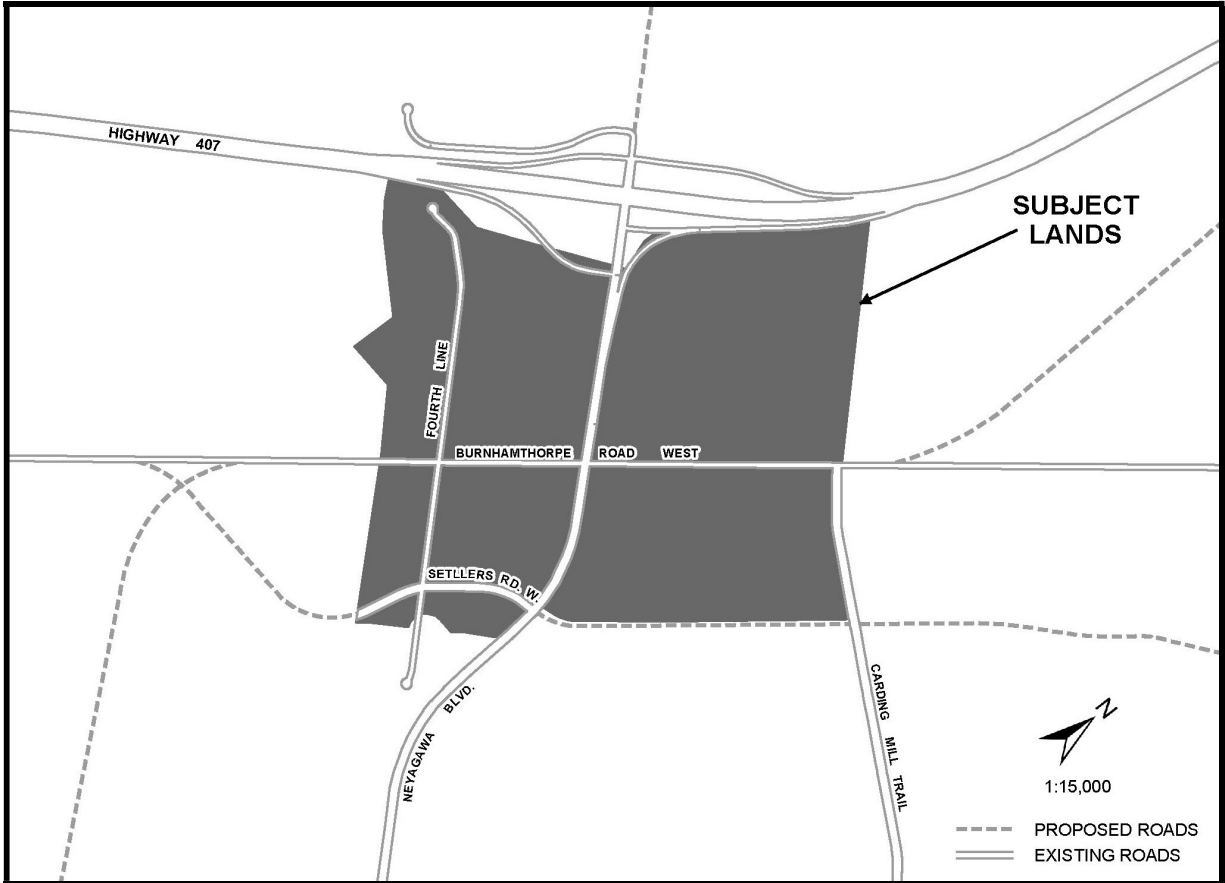 HIGHWAY 407
SUBJECT
LANDS
FOURTH LINE
BURNHAMTHORPE ROAD WEST
SETLLERS RD. W.
NEYAGAWA BLVD.
CARDING MILL TRAIL
N
1:15,000
PROPOSED ROADS
EXISTING ROADS